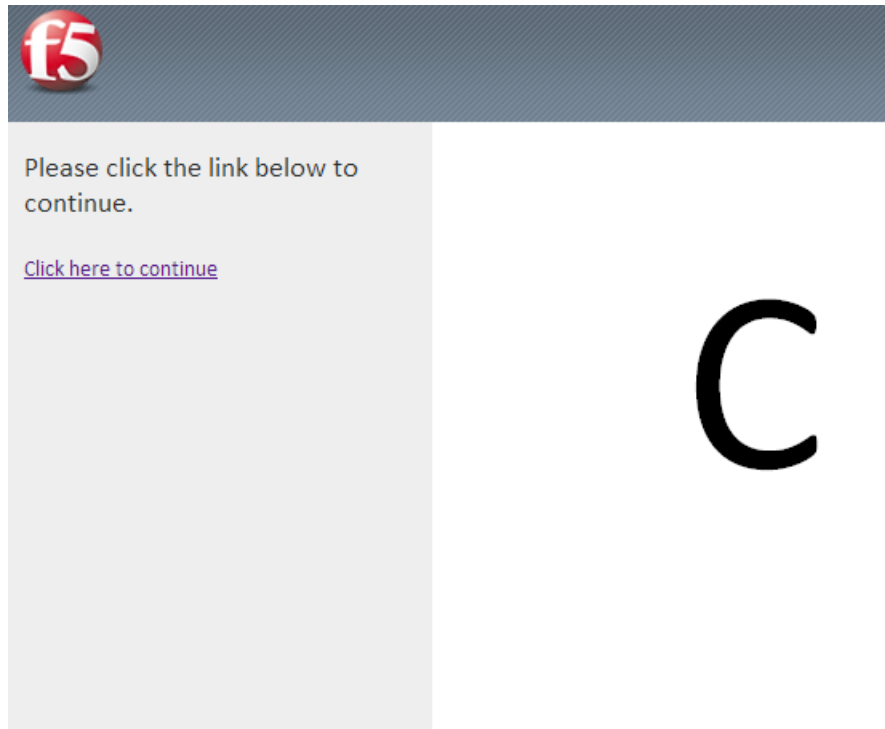 f5
Please click the link below to
continue.
Click here to continue
C